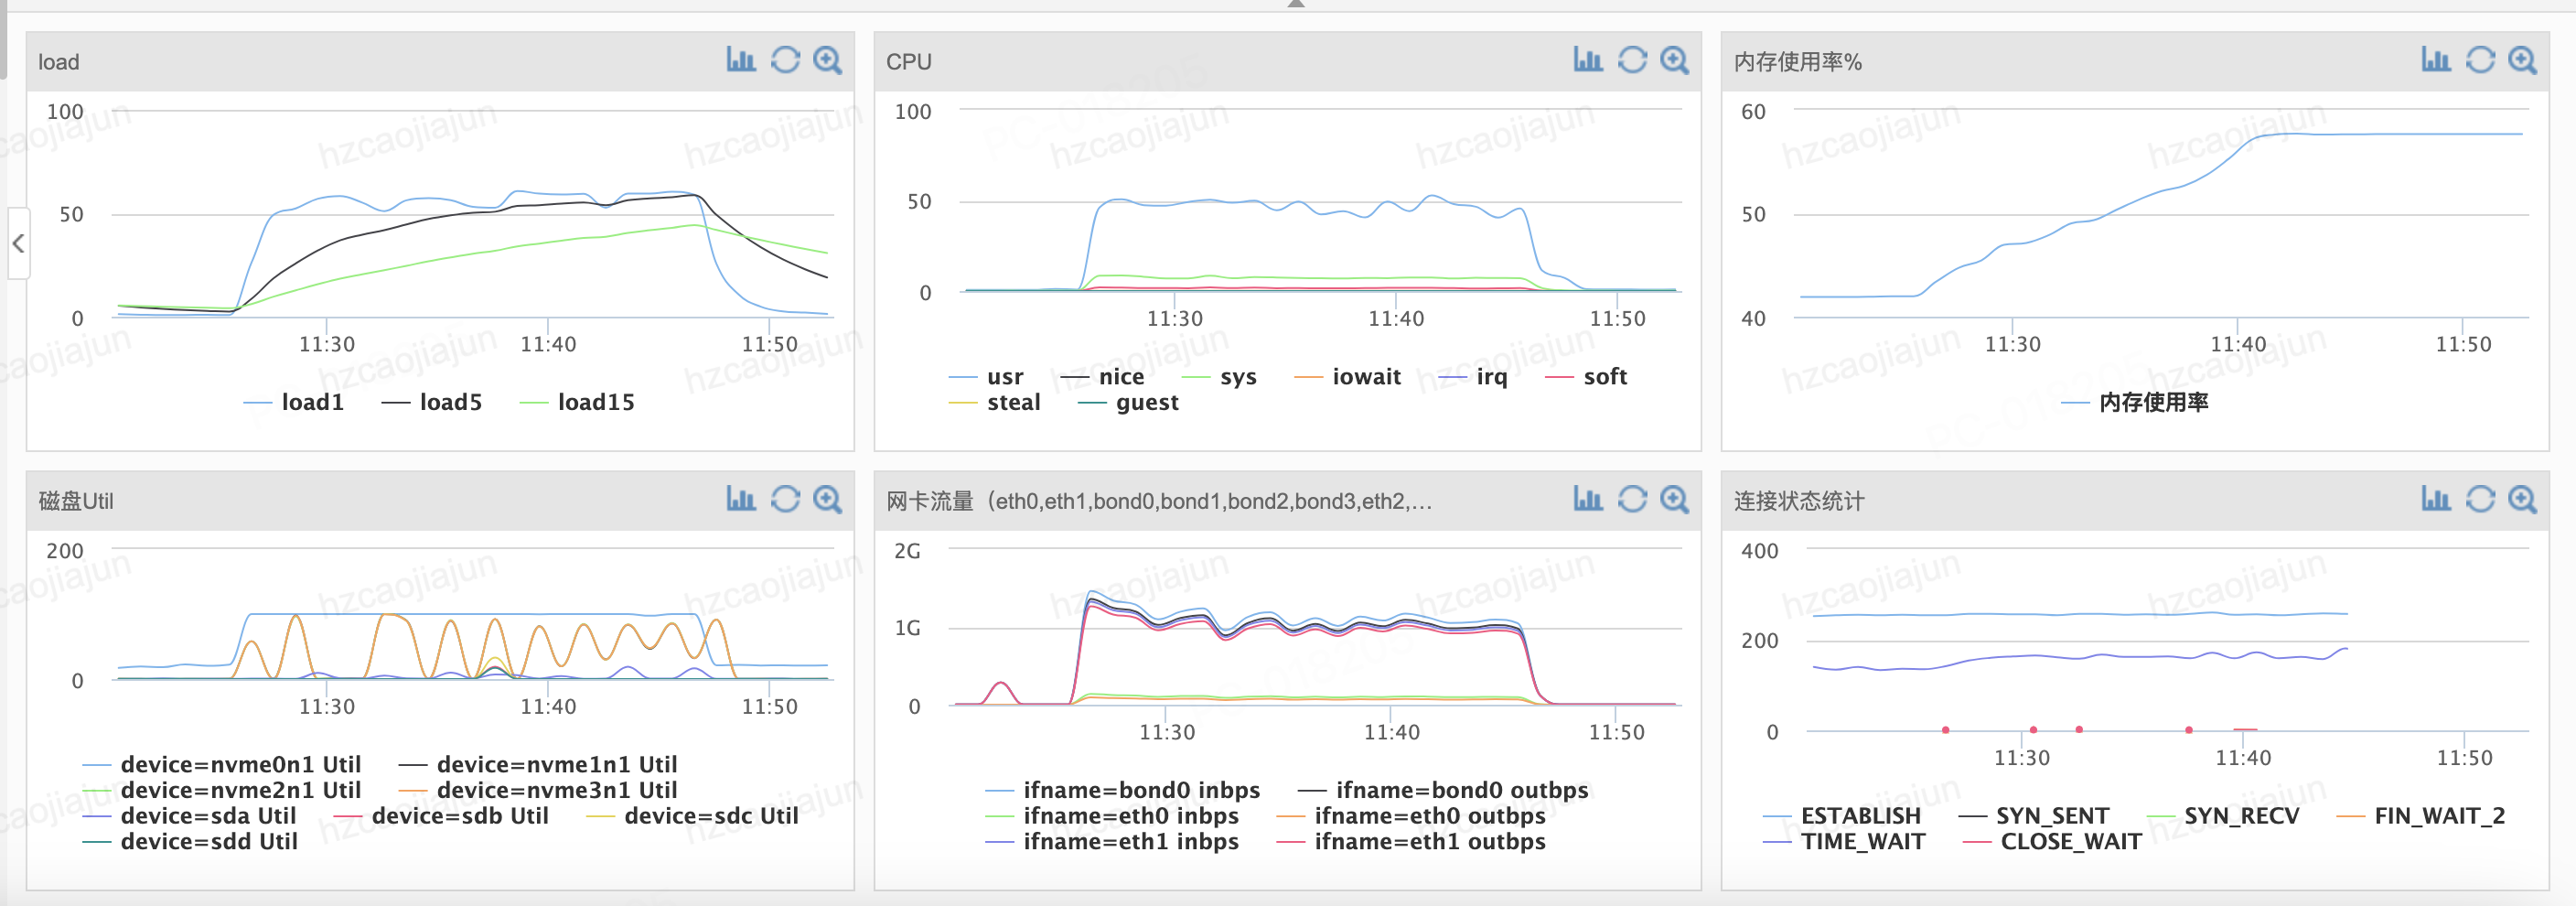 load
100
50
0
11:30 11:40 11:50
load1 load5 load15
CPU
100
50
0
11:30 11:40 11:50
usr nice sys iowait irq soft
steal guest
内存使用率%
60
50
40
11:30 11:40 11:50
内存使用率
磁盘Util
200
0
11:30 11:40 11:50
device=nvme0n1 Util device=nvme1n1 Util
device=nvme2n1 Util device=nvme3n1 Util
device=sda Util device=sdb Util device=sdc Util
device=sdd Util
网卡流量（eth0,eth1,bond0,bond1,bond2,bond3,eth2,...
2G
1G
0
11:30 11:40 11:50
ifname=bond0 inbps ifname=bond0 outbps
ifname=eth0 inbps ifname=eth0 outbps
ifname=eth1 inbps ifname=eth1 outbps
连接状态统计
400
200
0
11:30 11:40 11:50
ESTABLISH SYN_SENT SYN_RECV FIN_WAIT_2
TIME_WAIT CLOSE_WAIT
hzcaojiajun
PC-018205